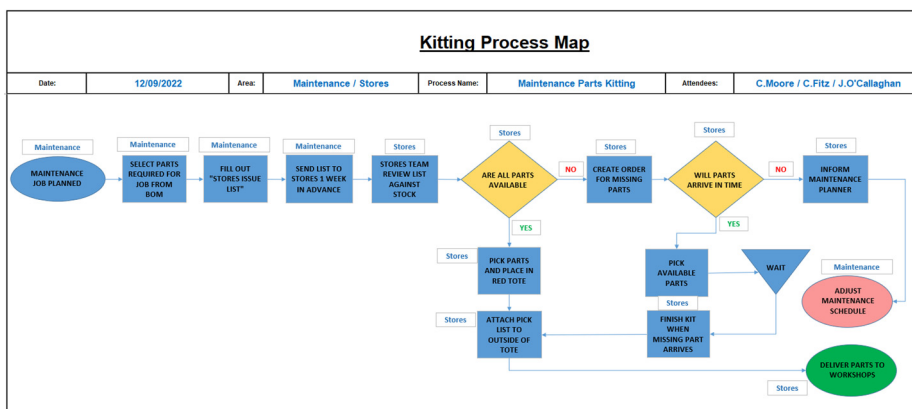 Kitting Process Map
Date: 12/09/2022 Area: Maintenance / Stores Process Name: Maintenance Parts Kitting Attendees: C.Moore / C.Fitz / J.O'Callaghan
Maintenance
MAINTENANCE
JOB PLANNED
Maintenance
SELECT PARTS
REQUIRED FOR
JOB FROM
BOM
Maintenance
FILL OUT
"STORES ISSUE
LIST"
Maintenance
SEND LIST TO
STORES 1 WEEK
IN ADVANCE
Stores
STORES TEAM
REVIEW LIST
AGAINST
STOCK
Stores
ARE ALL PARTS
AVAILABLE
NO
Stores
CREATE ORDER
FOR MISSING
PARTS
Stores
WILL PARTS
ARRIVE IN TIME
NO
Stores
INFORM
MAINTENANCE
PLANNER
YES
YES
Stores
PICK PARTS
AND PLACE IN
RED TOTE
PICK
AVAILABLE
PARTS
WAIT
Maintenance
ADJUST
MAINTENANCE
SCHEDULE
Stores
ATTACH PICK
LIST TO
OUTSIDE OF
TOTE
Stores
FINISH KIT
WHEN
MISSING PART
ARRIVES
DELIVER PARTS TO
WORKSHOPS
Stores